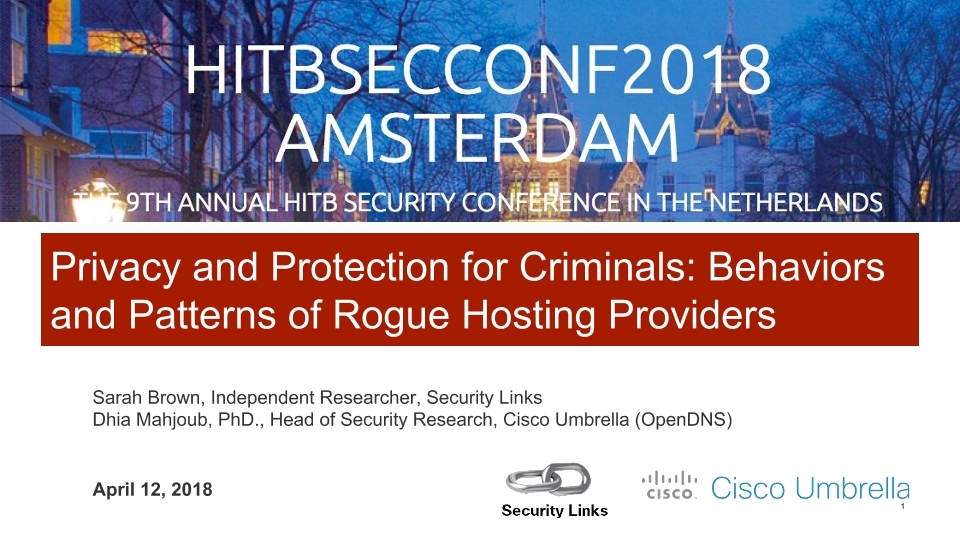 HITBSECCONF2018
AMSTERDAM
THE 9TH ANNUAL HITB SECURITY CONFERENCE IN THE NETHERLANDS
Privacy and Protection for Criminals: Behaviors
and Patterns of Rogue Hosting Providers
Sarah Brown, Independent Researcher, Security Links
Dhia Mahjoub, PhD., Head of Security Research, Cisco Umbrella (OpenDNS)
April 12, 2018
Security Links
cisco.
Cisco Umbrella
1